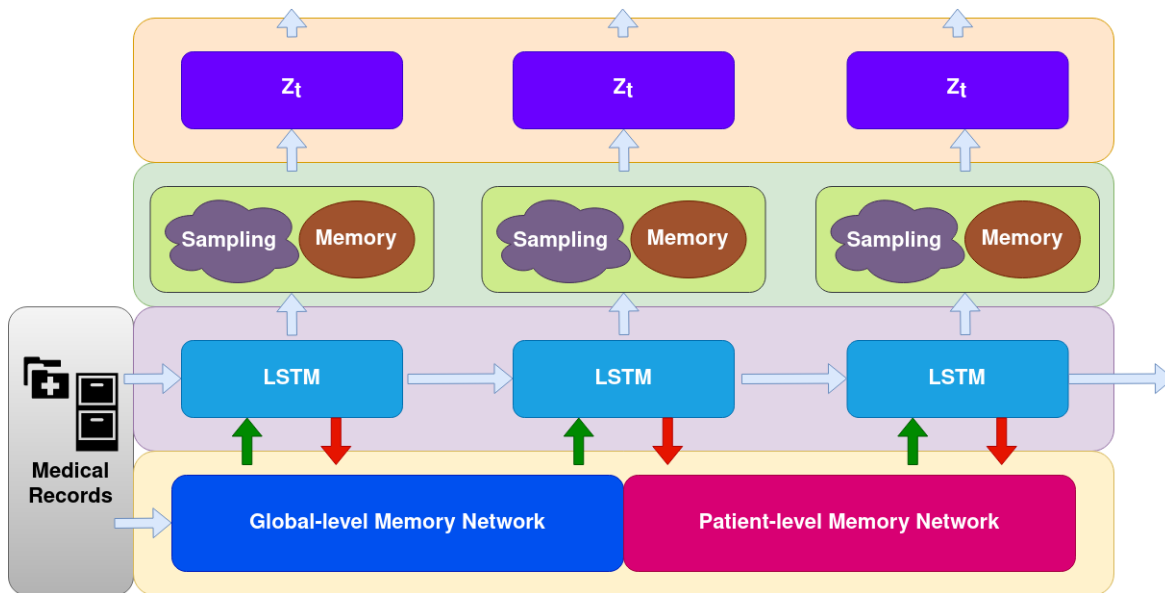 Zt
Zt
Zt
Sampling
Memory
Sampling
Memory
Sampling
Memory
LSTM
LSTM
LSTM
Medical
Records
Global-level Memory Network
Patient-level Memory Network